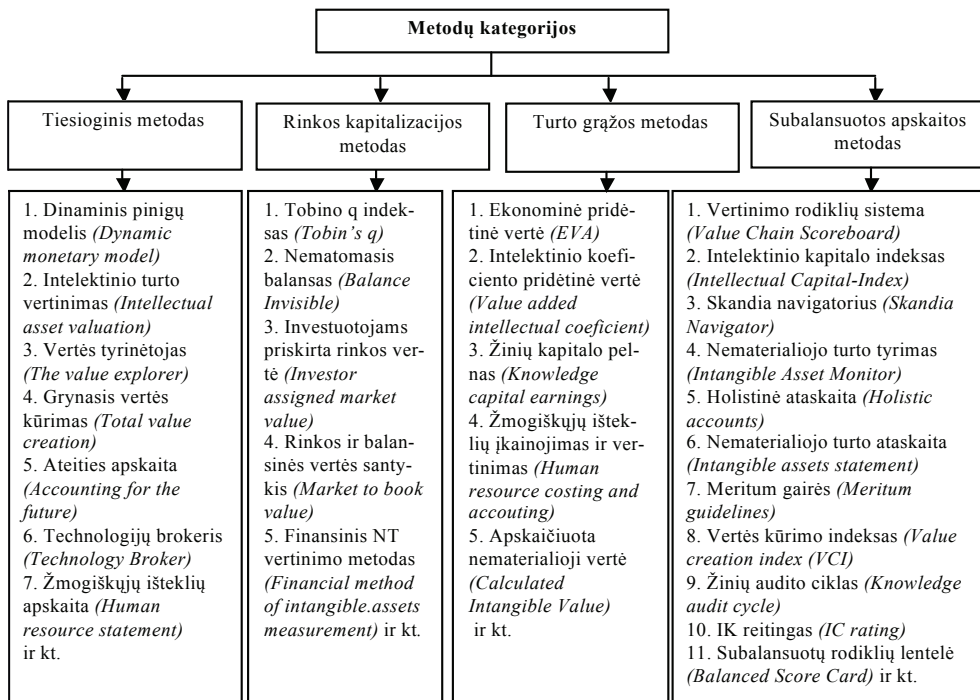 Metodų kategorijos
Tiesioginis metodas
Rinkos kapitalizacijos
metodas
Turto grąžos metodas
Subalansuotos apskaitos
metodas
1. Dinaminis pinigų
modelis (Dynamic
monetary model)
2. Intelektinio turto
vertinimas (Intellectual
asset valuation)
3. Vertės tyrinėtojas
(The value explorer)
4. Grynasis vertės
kūrimas (Total value
creation)
5. Ateities apskaita
(Accounting for the
future)
6. Technologijų brokeris
(Technology Broker)
7. Žmogiškųjų išteklių
apskaita (Human
resource statement)
ir kt.
1. Tobino q indek-
sas (Tobin’s q)
2. Nematomasis
balansas (Balance
Invisible)
3. Investuotojams
priskirta rinkos ver-
tė (Investor
assigned market
value)
4. Rinkos ir balan-
sinės vertės santy-
kis (Market to book
value)
5. Finansinis NT
vertinimo metodas
(Financial method
of intangible.assets
measurement) ir kt.
1. Ekonominė pridė-
tinė vertė (EVA)
2. Intelektinio koefi-
ciento pridėtinė vertė
(Value added
intellectual coeficient)
3. Žinių kapitalo pel-
nas (Knowledge
capital earnings)
4. Žmogiškųjų ištek-
lių įkainojimas ir ver-
tinimas (Human
resource costing and
accouting)
5. Apskaičiuota
nematerialioji vertė
(Calculated
Intangible Value)
ir kt.
1. Vertinimo rodiklių sistema
(Value Chain Scoreboard)
2. Intelektinio kapitalo indeksas
(Intellectual Capital-Index)
3. Skandia navigatorius (Skandia
Navigator)
4. Nematerialiojo turto tyrimas
(Intangible Asset Monitor)
5. Holistinė ataskaita (Holistic
accounts)
6. Nematerialiojo turto ataskaita
(Intangible assets statement)
7. Meritum gairės (Meritum
guidelines)
8. Vertės kūrimo indeksas (Value
creation index (VCI)
9. Žinių audito ciklas (Knowledge
audit cycle)
10. IK reitingas (IC rating)
11. Subalansuotų rodiklių lentelė
(Balanced Score Card) ir kt.